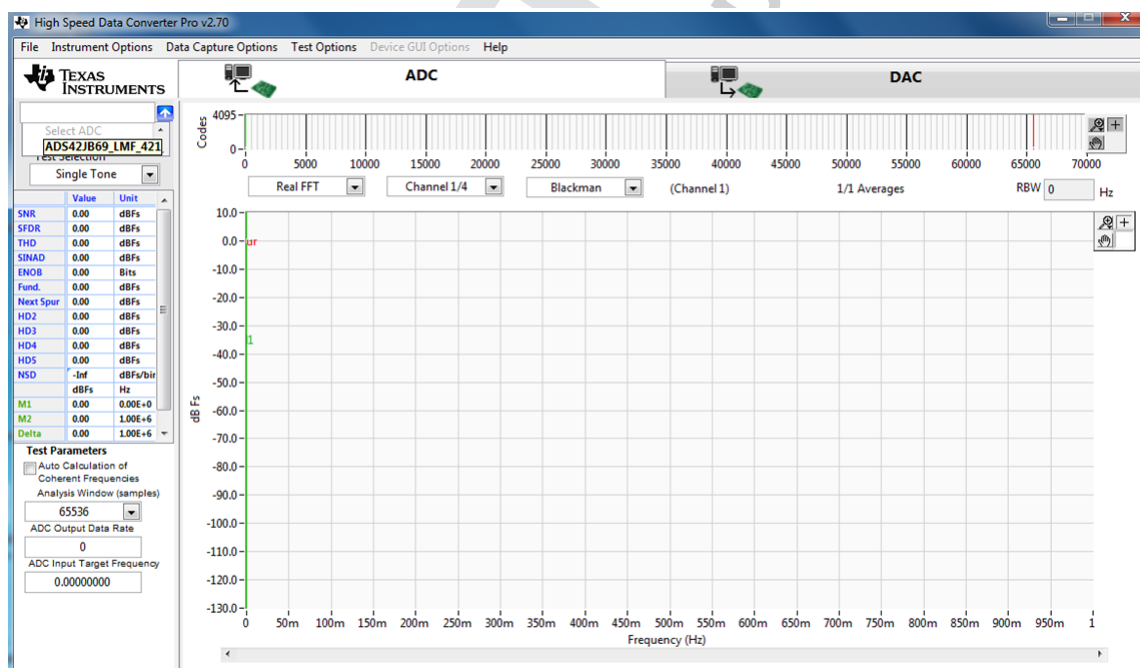 High Speed Data Converter Pro v2.70
File Instrument Options Data Capture Options Test Options Device GUI Options Help
TEXAS INSTRUMENTS
ADC
DAC
Select ADC
ADS42JB69_LMF_421
Test Selection
Single Tone
Value Unit
SNR 0.00 dBFs
SFDR 0.00 dBFs
THD 0.00 dBFs
SINAD 0.00 dBFs
ENOB 0.00 Bits
Fund. 0.00 dBFs
Next Spur 0.00 dBFs
HD2 0.00 dBFs
HD3 0.00 dBFs
HD4 0.00 dBFs
HD5 0.00 dBFs
NSD -Inf dBFs/bin
dBFs Hz
M1 0.00 0.00E+0
M2 0.00 1.00E+6
Delta 0.00 1.00E+6
Test Parameters
Auto Calculation of
Coherent Frequencies
Analysis Window (samples)
65536
ADC Output Data Rate
0
ADC Input Target Frequency
0.00000000
Codes
4095
0
0 5000 10000 15000 20000 25000 30000 35000 40000 45000 50000 55000 60000 65000 70000
Real FFT Channel 1/4 Blackman (Channel 1) 1/1 Averages RBW 0 Hz
10.0
0.0
ur
-10.0
-20.0
-30.0
1
-40.0
-50.0
-60.0
-70.0
-80.0
-90.0
-100.0
-110.0
-120.0
-130.0
dB Fs
0 50m 100m 150m 200m 250m 300m 350m 400m 450m 500m 550m 600m 650m 700m 750m 800m 850m 900m 950m 1
Frequency (Hz)